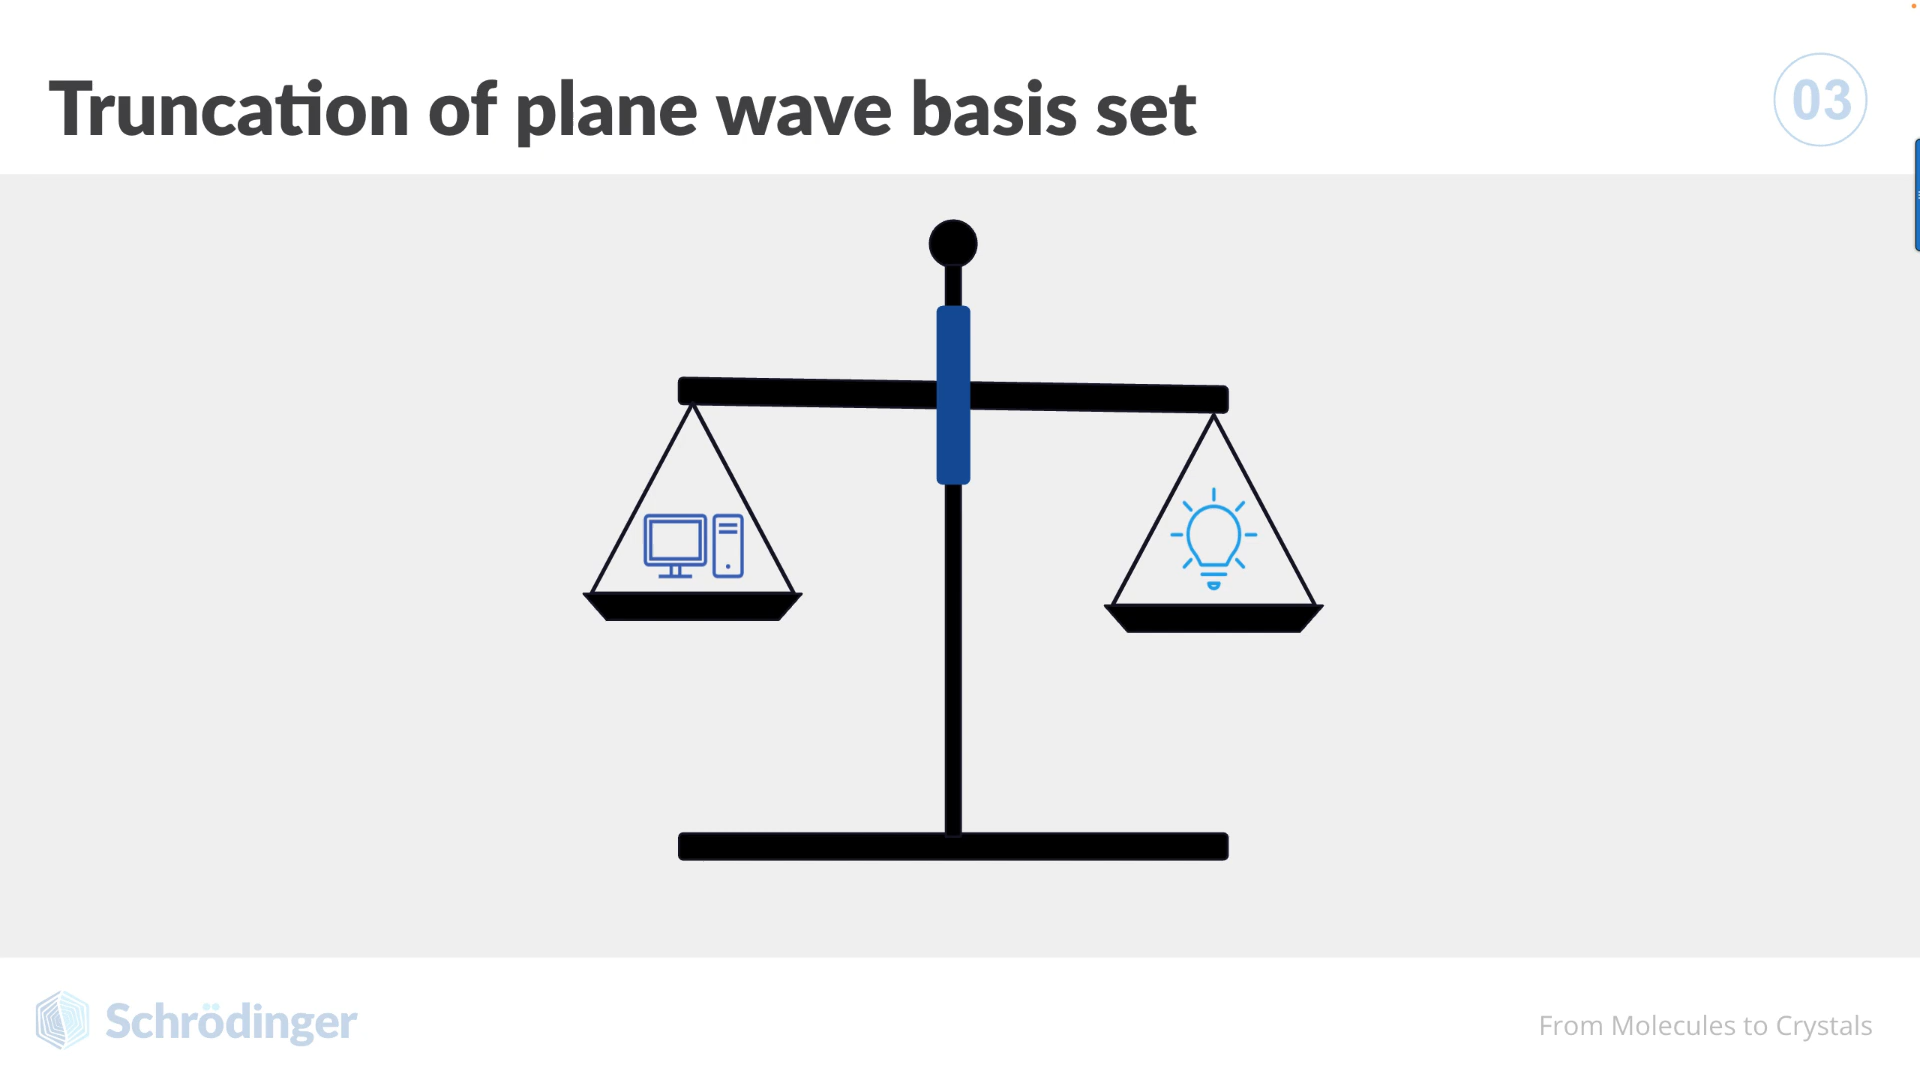 Truncation of plane wave basis set
03
Schrödinger
From Molecules to Crystals